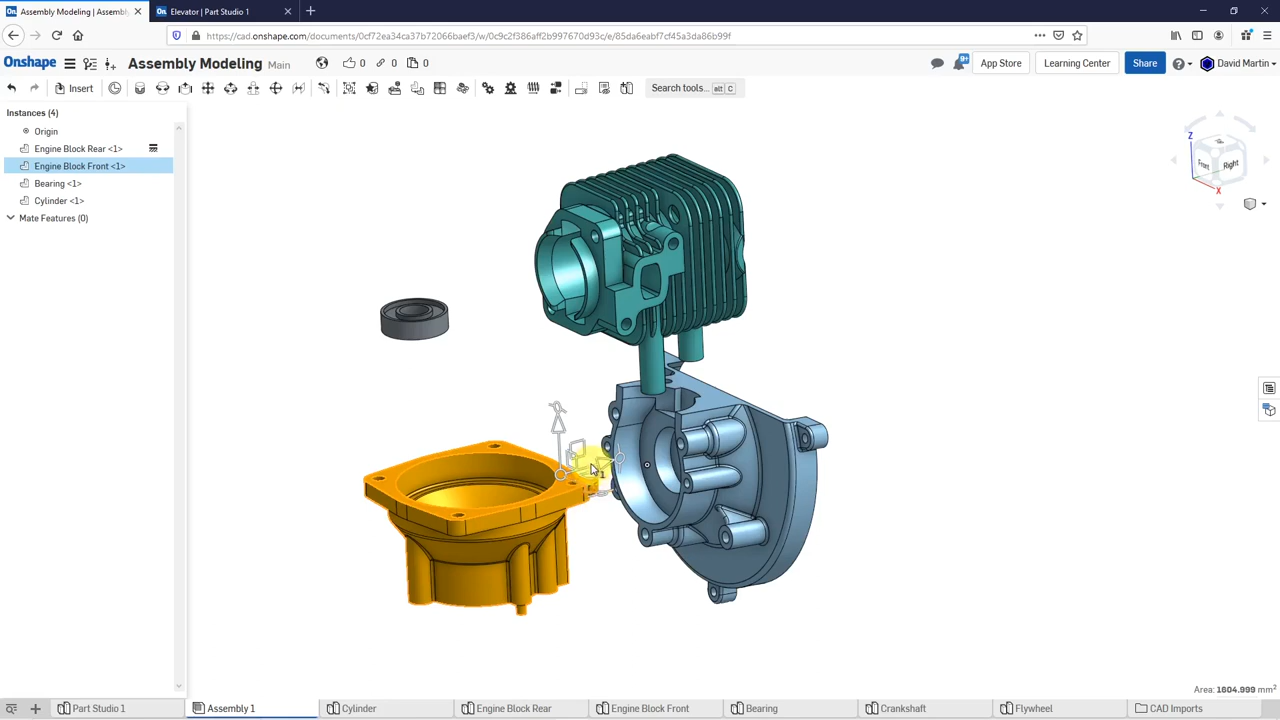 Assembly Modeling | Assembly
Elevator | Part Studio 1
https://cad.onshape.com/documents/0cf72ea34ca37b72066baef3/w/0c9c2f386aff2b997670d93c/e/85da6eabf7cf45a3da86b99f
Onshape
Assembly Modeling Main
0
0
0
9+
App Store
Learning Center
Share
David Martin
Insert
Search tools... alt C
Instances (4)
Origin
Engine Block Rear <1>
Engine Block Front <1>
Bearing <1>
Cylinder <1>
Mate Features (0)
Z
Front
Right
X
1
Area: 1604.999 mm²
Part Studio 1
Assembly 1
Cylinder
Engine Block Rear
Engine Block Front
Bearing
Crankshaft
Flywheel
CAD Imports